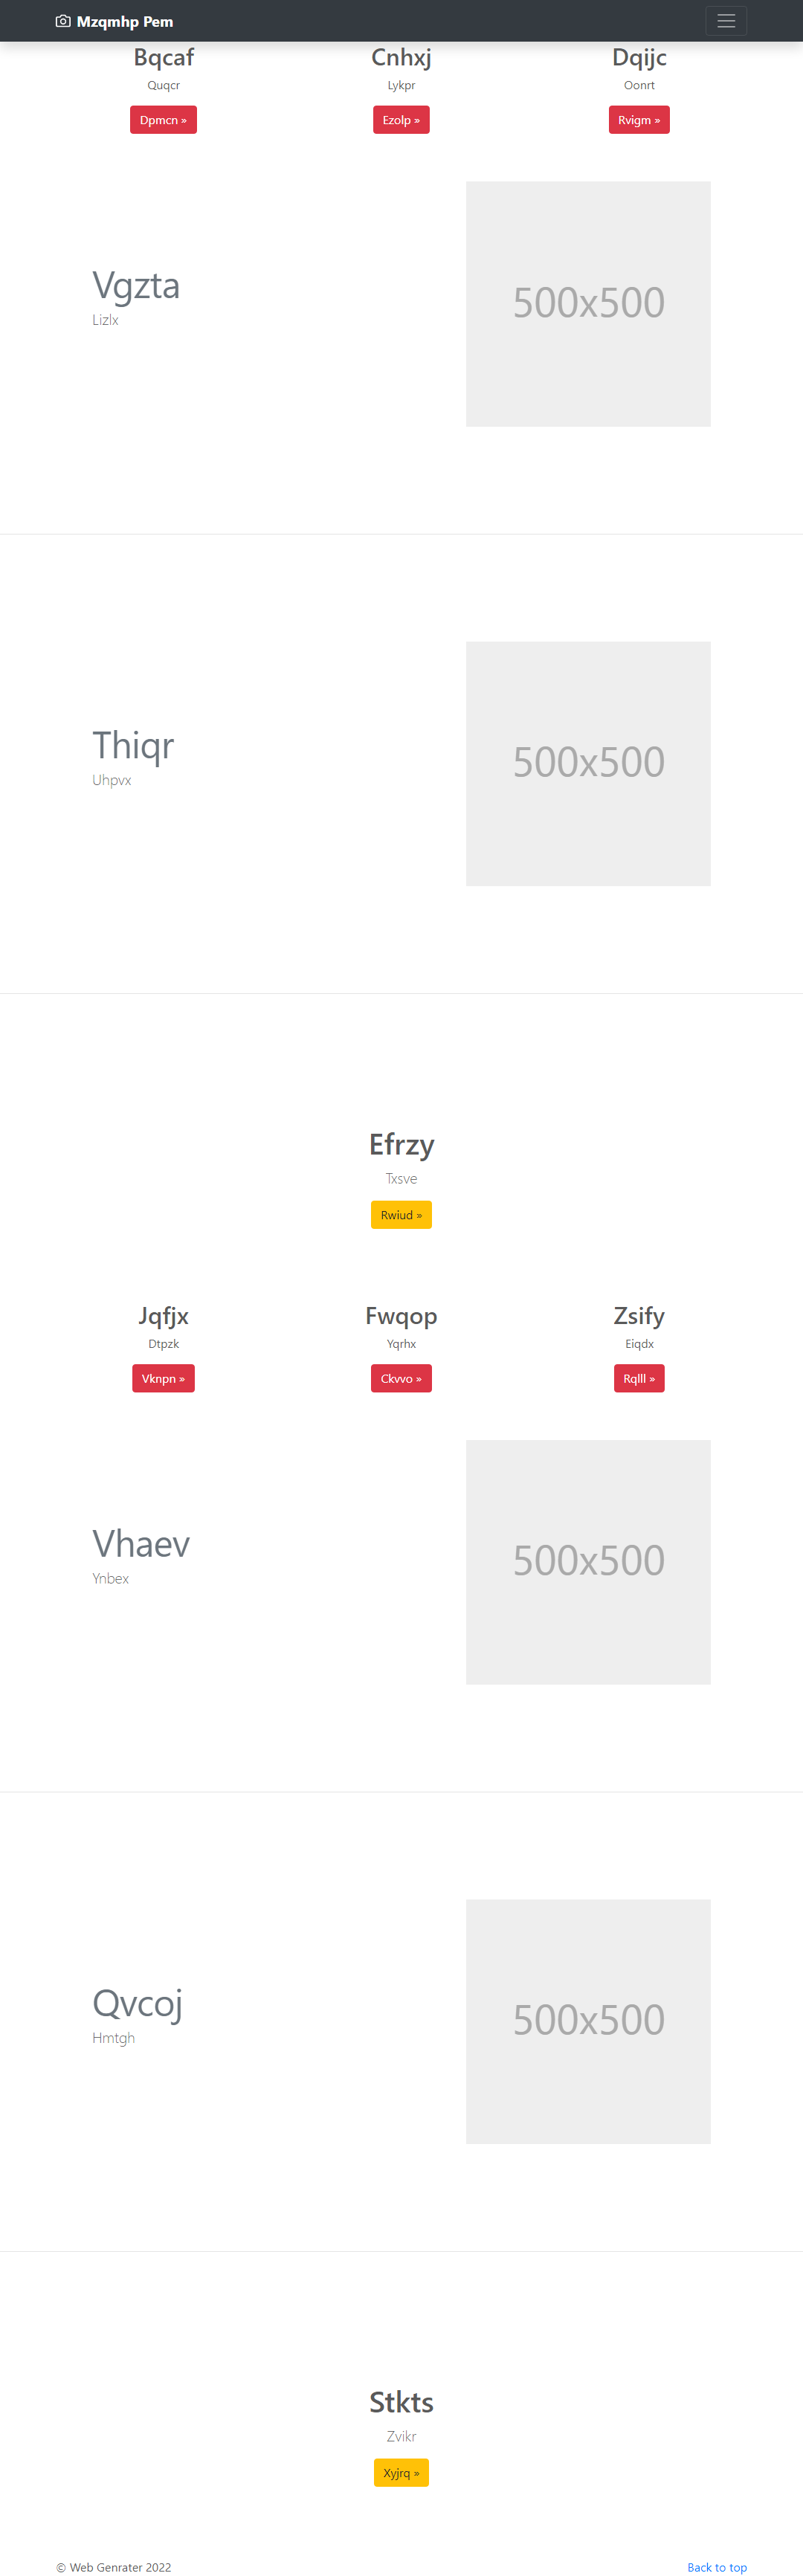 Mzqmhp Pem
Bqcaf
Quqcr
Dpmcn »
Cnhxj
Lykpr
Ezolp »
Dqijc
Oonrt
Rvigm »
Vgzta
Lizlx
500x500
Thiqr
Uhpvx
500x500
Efrzy
Txsve
Rwiud »
Jqfjx
Dtpzk
Vknpn »
Fwqop
Yqrhx
Ckvvo »
Zsify
Eiqdx
Rqlll »
Vhaev
Ynbex
500x500
Qvcoj
Hmtgh
500x500
Stkts
Zvikr
Xyjrq »
© Web Genrater 2022
Back to top